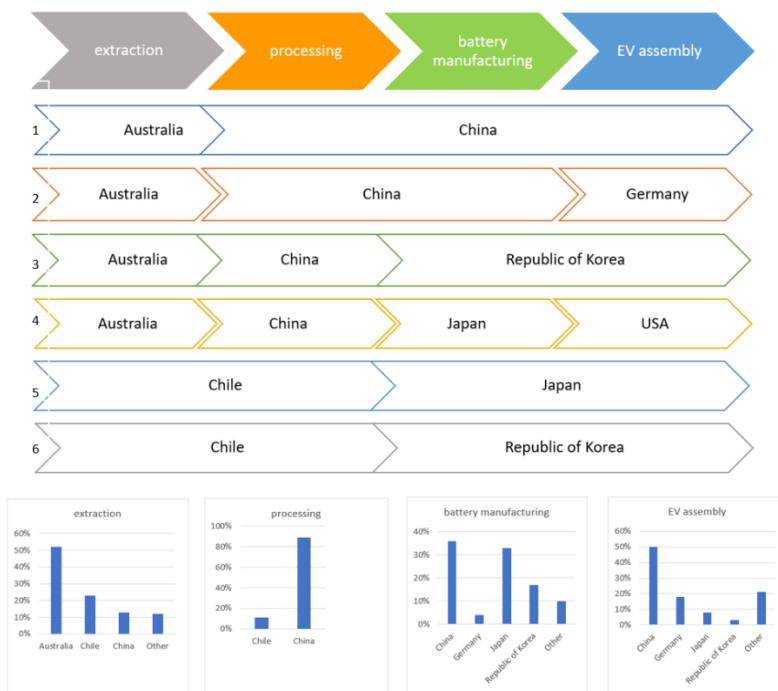 extraction
processing
battery
manufacturing
EV assembly
1
Australia
China
2
Australia
China
Germany
3
Australia
China
Republic of Korea
4
Australia
China
Japan
USA
5
Chile
Japan
6
Chile
Republic of Korea
extraction
60%
50%
40%
30%
20%
10%
0%
Australia Chile China Other
processing
100%
80%
60%
40%
20%
0%
Chile China
battery manufacturing
40%
30%
20%
10%
0%
China
Germany
Japan
Republic of Korea
Other
EV assembly
60%
50%
40%
30%
20%
10%
0%
China
Germany
Japan
Republic of Korea
Other